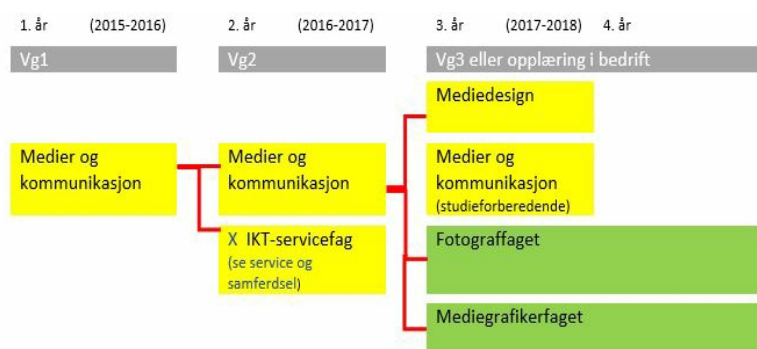 1. år (2015-2016) 2. år (2016-2017) 3. år (2017-2018) 4. år
Vg1 Vg2 Vg3 eller opplæring i bedrift
Mediedesign
Medier og
kommunikasjon
Medier og
kommunikasjon
Medier og
kommunikasjon
(studieforberedende)
X IKT-servicefag
(se service og
samferdsel)
Fotograffaget
Mediegrafikerfaget